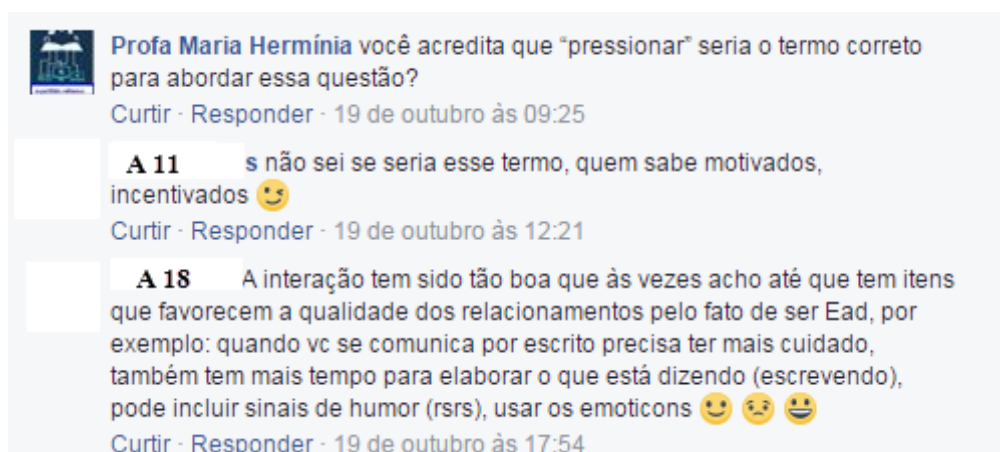 Profa Maria Hermínia você acredita que “pressionar” seria o termo correto
para abordar essa questão?
Curtir · Responder · 19 de outubro às 09:25
A 11 s não sei se seria esse termo, quem sabe motivados,
incentivados 😉
Curtir · Responder · 19 de outubro às 12:21
A 18 A interação tem sido tão boa que às vezes acho até que tem itens
que favorecem a qualidade dos relacionamentos pelo fato de ser Ead, por
exemplo: quando vc se comunica por escrito precisa ter mais cuidado,
também tem mais tempo para elaborar o que está dizendo (escrevendo),
pode incluir sinais de humor (rsrs), usar os emoticons 🙂 😟 😀
Curtir · Responder · 19 de outubro às 17:54